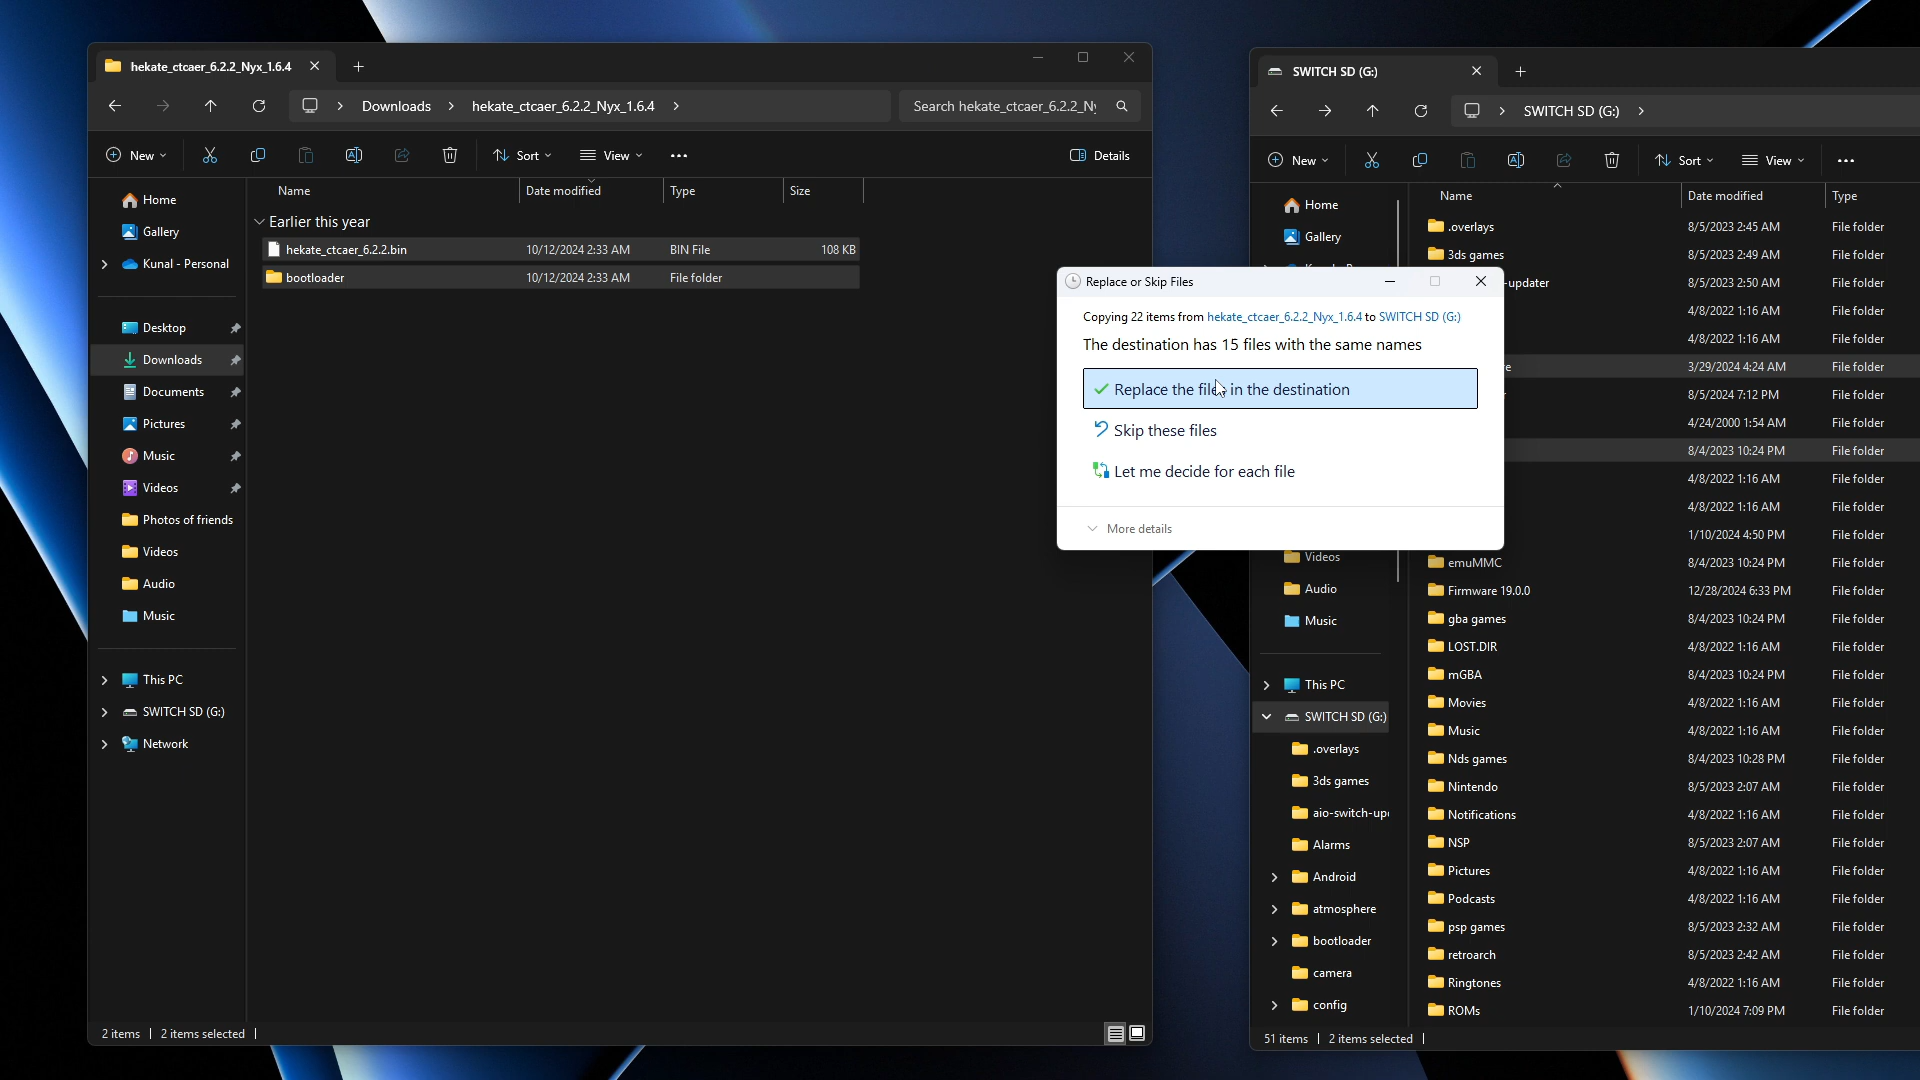 hekate_ctcaer_6.2.2_Nyx_1.6.4
Downloads > hekate_ctcaer_6.2.2_Nyx_1.6.4 >
Search hekate_ctcaer_6.2.2_Ny
New
Sort
View
Details
Home
Gallery
Kunal - Personal
Desktop
Downloads
Documents
Pictures
Music
Videos
Photos of friends
Videos
Audio
Music
This PC
SWITCH SD (G:)
Network
Name Date modified Type Size
Earlier this year
hekate_ctcaer_6.2.2.bin 10/12/2024 2:33 AM BIN File 108 KB
bootloader 10/12/2024 2:33 AM File folder
2 items | 2 items selected |
Replace or Skip Files
Copying 22 items from hekate_ctcaer_6.2.2_Nyx_1.6.4 to SWITCH SD (G:)
The destination has 15 files with the same names
Replace the files in the destination
Skip these files
Let me decide for each file
More details
SWITCH SD (G:)
SWITCH SD (G:) >
New
Sort
View
Home
Gallery
Videos
Audio
Music
This PC
SWITCH SD (G:)
.overlays
3ds games
aio-switch-up
Alarms
Android
atmosphere
bootloader
camera
config
Name Date modified Type
.overlays 8/5/2023 2:45 AM File folder
3ds games 8/5/2023 2:49 AM File folder
-updater 8/5/2023 2:50 AM File folder
4/8/2022 1:16 AM File folder
4/8/2022 1:16 AM File folder
e 3/29/2024 4:24 AM File folder
8/5/2024 7:12 PM File folder
4/24/2000 1:54 AM File folder
8/4/2023 10:24 PM File folder
4/8/2022 1:16 AM File folder
4/8/2022 1:16 AM File folder
1/10/2024 4:50 PM File folder
emuMMC 8/4/2023 10:24 PM File folder
Firmware 19.0.0 12/28/2024 6:33 PM File folder
gba games 8/4/2023 10:24 PM File folder
LOST.DIR 4/8/2022 1:16 AM File folder
mGBA 8/4/2023 10:24 PM File folder
Movies 4/8/2022 1:16 AM File folder
Music 4/8/2022 1:16 AM File folder
Nds games 8/4/2023 10:28 PM File folder
Nintendo 8/5/2023 2:07 AM File folder
Notifications 4/8/2022 1:16 AM File folder
NSP 8/5/2023 2:07 AM File folder
Pictures 4/8/2022 1:16 AM File folder
Podcasts 4/8/2022 1:16 AM File folder
psp games 8/5/2023 2:32 AM File folder
retroarch 8/5/2023 2:42 AM File folder
Ringtones 4/8/2022 1:16 AM File folder
ROMs 1/10/2024 7:09 PM File folder
51 items | 2 items selected |